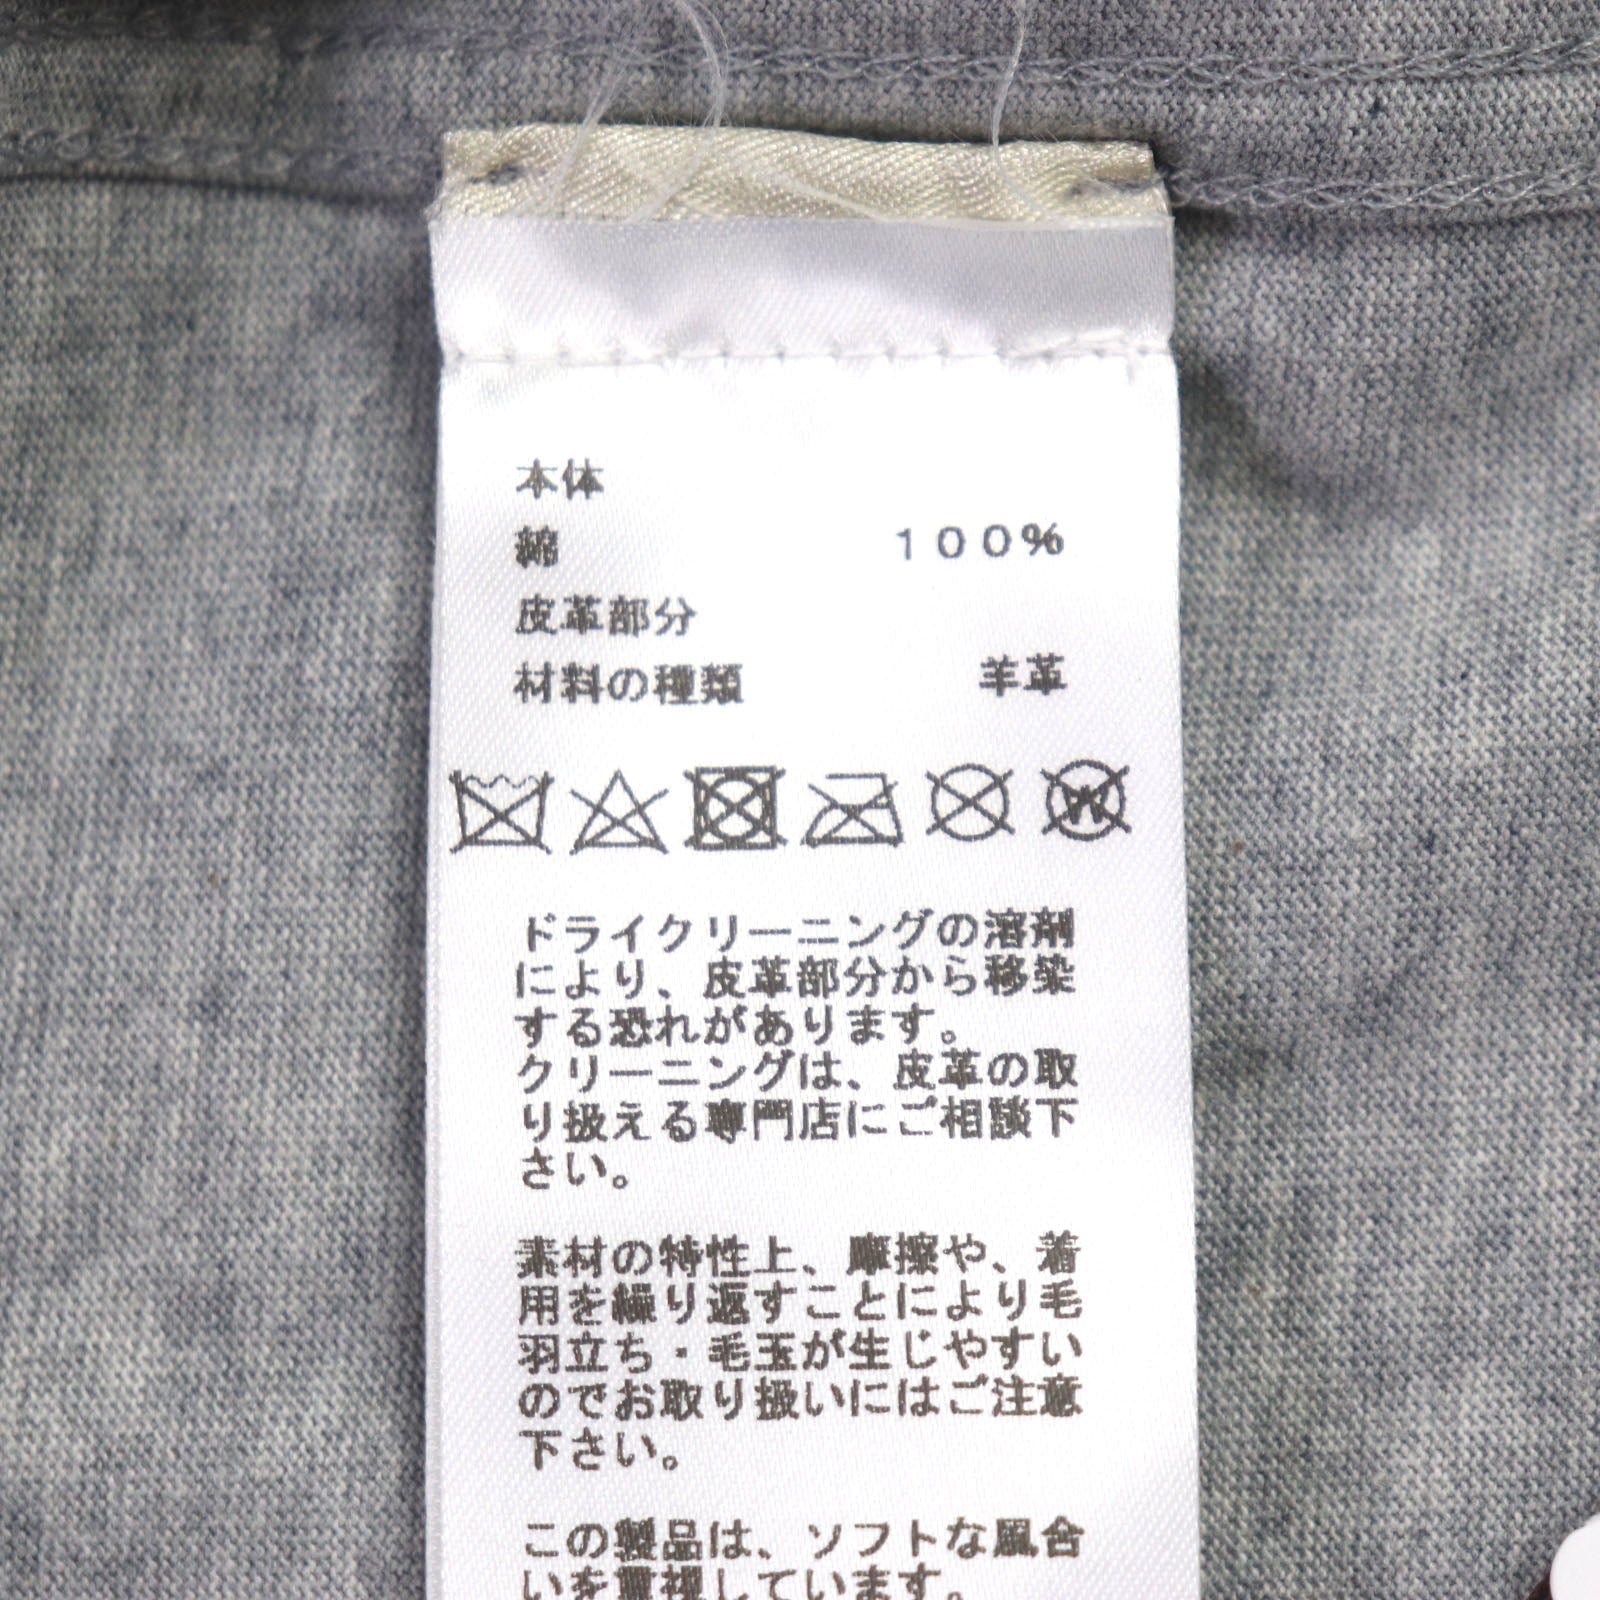 本体
綿 100%
皮革部分
材料の種類 羊革
W
ドライクリーニングの溶剤
により、皮革部分から移染
する恐れがあります。
クリーニングは、皮革の取
り扱える専門店にご相談下
さい。
素材の特性上、摩擦や、着
用を繰り返すことにより毛
羽立ち・毛玉が生じやすい
のでお取り扱いにはご注意
下さい。
この製品は、ソフトな風合
いを重視しています。